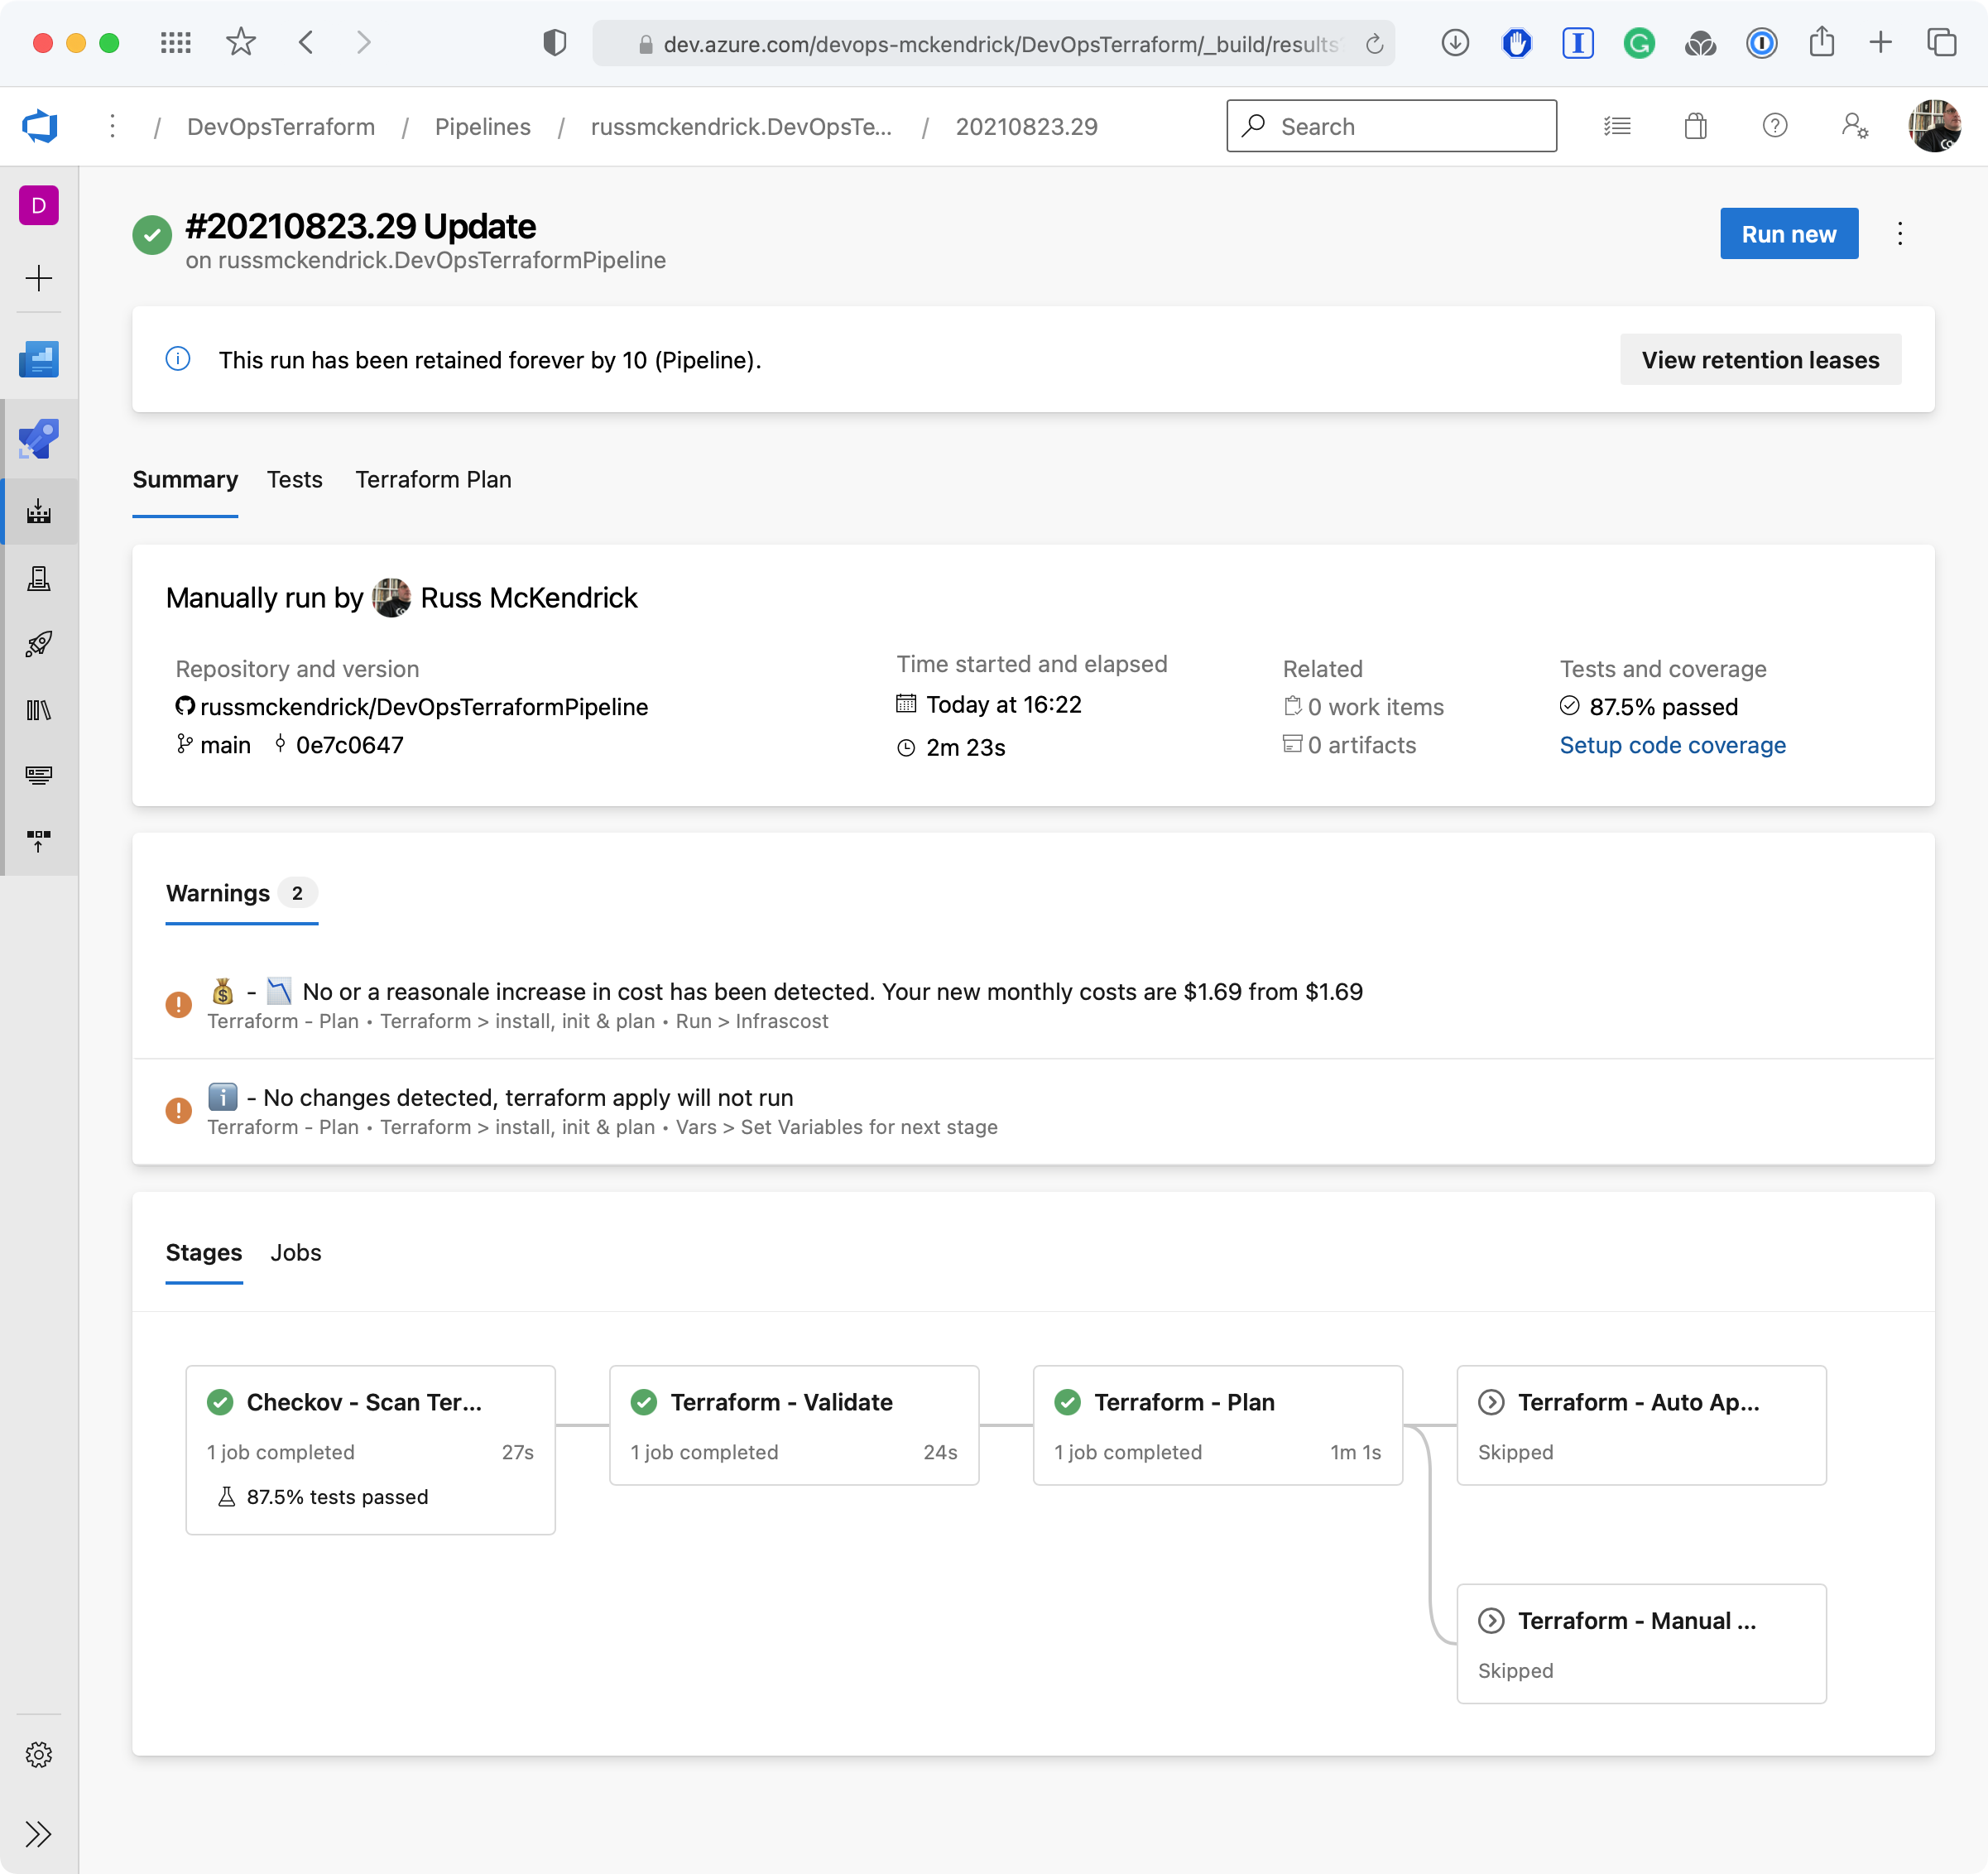 dev.azure.com/devops-mckendrick/DevOpsTerraform/_build/results
/ DevOpsTerraform / Pipelines / russmckendrick.DevOpsTe... / 20210823.29
Search
D
#20210823.29 Update
on russmckendrick.DevOpsTerraformPipeline
Run new
This run has been retained forever by 10 (Pipeline).
View retention leases
Summary Tests Terraform Plan
Manually run by Russ McKendrick
Repository and version
russmckendrick/DevOpsTerraformPipeline
main 0e7c0647
Time started and elapsed
Today at 16:22
2m 23s
Related
0 work items
0 artifacts
Tests and coverage
87.5% passed
Setup code coverage
Warnings 2
💰 - 📉 No or a reasonale increase in cost has been detected. Your new monthly costs are $1.69 from $1.69
Terraform - Plan • Terraform > install, init & plan • Run > Infrascost
ℹ️ - No changes detected, terraform apply will not run
Terraform - Plan • Terraform > install, init & plan • Vars > Set Variables for next stage
Stages Jobs
Checkov - Scan Ter...
1 job completed 27s
87.5% tests passed
Terraform - Validate
1 job completed 24s
Terraform - Plan
1 job completed 1m 1s
Terraform - Auto Ap...
Skipped
Terraform - Manual ...
Skipped